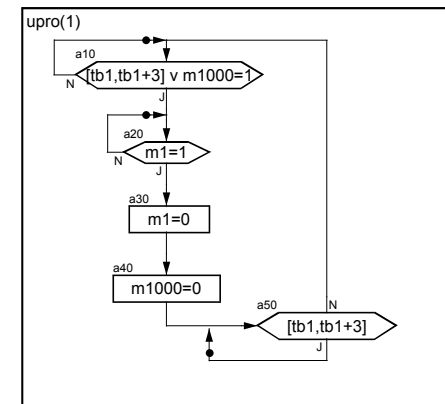 upro(1)
a10
[tb1,tb1+3] v m1000=1
N
J
a20
m1=1
N
J
a30
m1=0
a40
m1000=0
a50
N
[tb1,tb1+3]
J